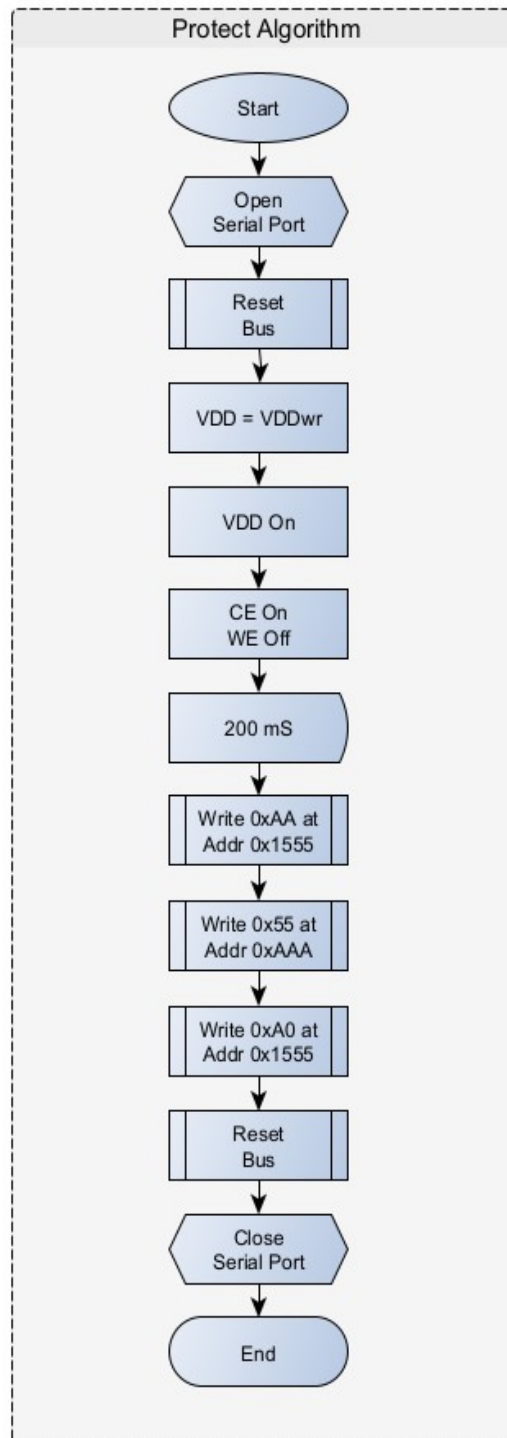 Protect Algorithm
Start
Open
Serial Port
Reset
Bus
VDD = VDDwr
VDD On
CE On
WE Off
200 mS
Write 0xAA at
Addr 0x1555
Write 0x55 at
Addr 0xAAA
Write 0xA0 at
Addr 0x1555
Reset
Bus
Close
Serial Port
End